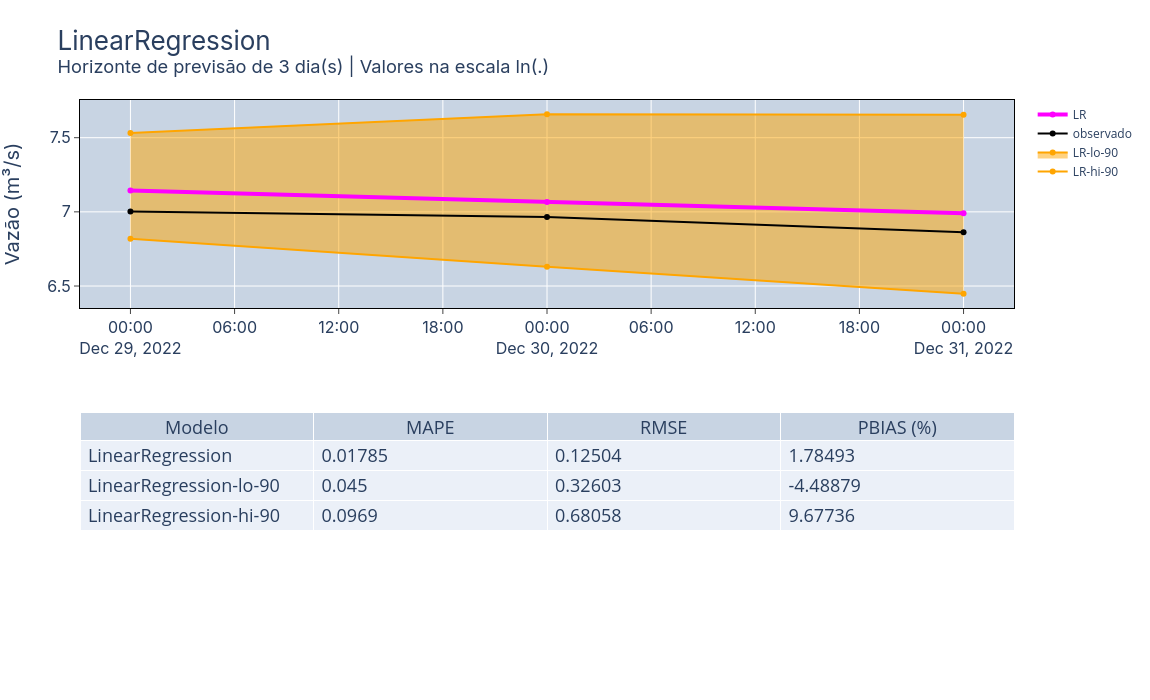 LinearRegression
Horizonte de previsão de 3 dia(s) | Valores na escala ln(.)
Vazão (m³/s)
7.5
7
6.5
00:00 06:00 12:00 18:00 00:00 06:00 12:00 18:00 00:00
Dec 29, 2022 Dec 30, 2022 Dec 31, 2022
LR
observado
LR-lo-90
LR-hi-90
Modelo MAPE RMSE PBIAS (%)
LinearRegression 0.01785 0.12504 1.78493
LinearRegression-lo-90 0.045 0.32603 -4.48879
LinearRegression-hi-90 0.0969 0.68058 9.67736